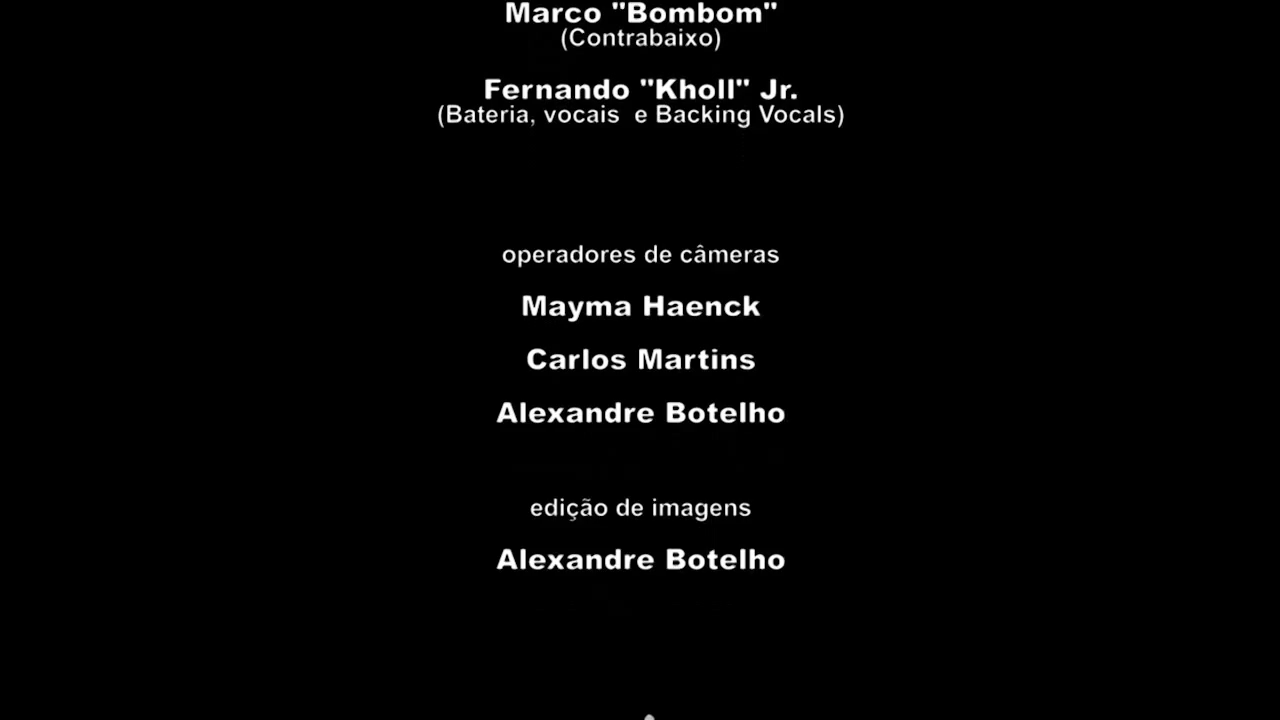 Marco "Bombom"
(Contrabaixo)
Fernando "Kholl" Jr.
(Bateria, vocais  e Backing Vocals)
operadores de câmeras
Mayma Haenck
Carlos Martins
Alexandre Botelho
edição de imagens
Alexandre Botelho